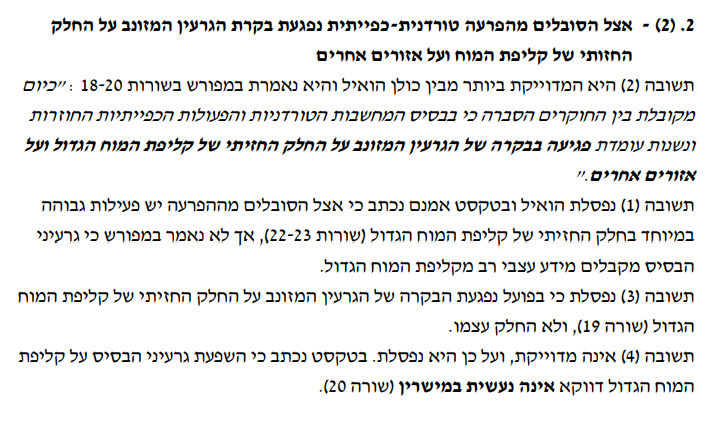 2. (2) - אצל הסובלים מהפרעה טורדנית-כפייתית נפגעת בקרת הגרעין המזונב על החלק
החזותי של קליפת המוח ועל אזורים אחרים
תשובה (2) היא המדוייקת ביותר מבין כולן הואיל והיא נאמרת במפורש בשורות 18-20 : "כיום
מקובלת בין החוקרים הסברה כי בבסיס המחשבות הטורדניות והפעולות הכפייתיות החוזרות
ונשנות עומדת פגיעה בבקרה של הגרעין המזונב על החלק החזיתי של קליפת המוח הגדול ועל
אזורים אחרים."
תשובה (1) נפסלת הואיל ובטקסט אמנם נכתב כי אצל הסובלים מההפרעה יש פעילות גבוהה
במיוחד בחלק החזיתי של קליפת המוח הגדול (שורות 22-23), אך לא נאמר במפורש כי גרעיני
הבסיס מקבלים מידע עצבי רב מקליפת המוח הגדול.
תשובה (3) נפסלת כי בפועל נפגעת הבקרה של הגרעין המזונב על החלק החזיתי של קליפת המוח
הגדול (שורה 19), ולא החלק עצמו.
תשובה (4) אינה מדוייקת, ועל כן היא נפסלת. בטקסט נכתב כי השפעת גרעיני הבסיס על קליפת
המוח הגדול דווקא אינה נעשית במישרין (שורה 20).